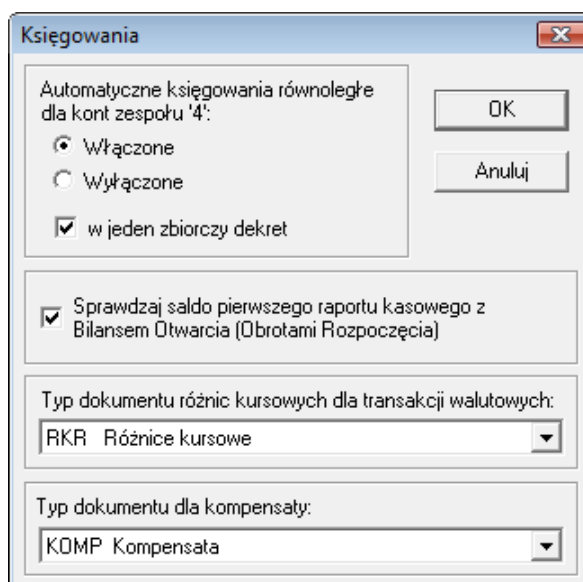 Księgowania
Automatyczne księgowania równoległe
dla kont zespołu '4':
Włączone
Wyłączone
w jeden zbiorczy dekret
OK
Anuluj
Sprawdzaj saldo pierwszego raportu kasowego z
Bilansem Otwarcia (Obrotami Rozpoczęcia)
Typ dokumentu różnic kursowych dla transakcji walutowych:
RKR Różnice kursowe
Typ dokumentu dla kompensaty:
KOMP Kompensata